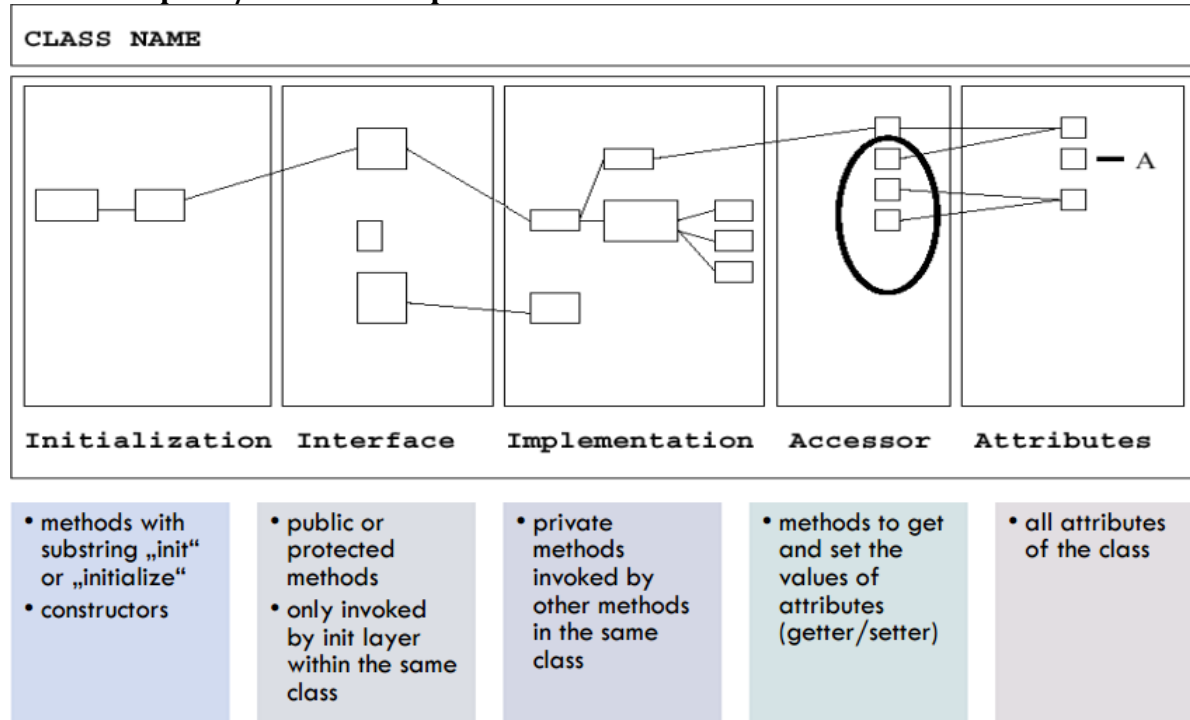 CLASS NAME
A
Initialization Interface Implementation Accessor Attributes
• methods with
substring „init“
or „initialize“
• constructors
• public or
protected
methods
• only invoked
by init layer
within the same
class
• private
methods
invoked by
other methods
in the same
class
• methods to get
and set the
values of
attributes
(getter/setter)
• all attributes
of the class